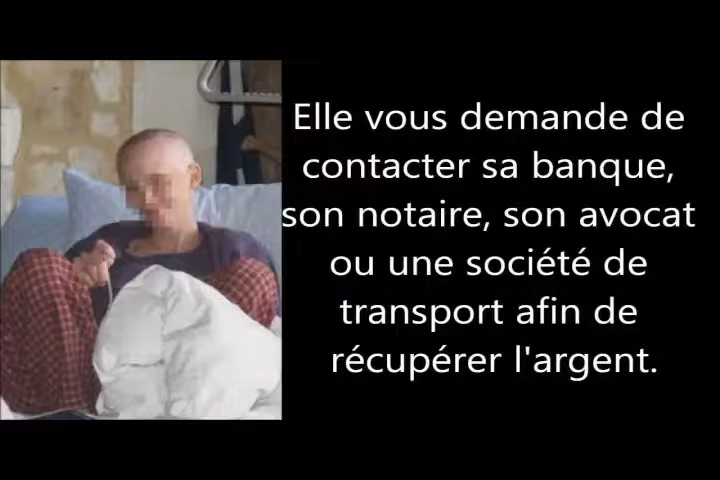 Elle vous demande de
contacter sa banque,
son notaire, son avocat
ou une société de
transport afin de
récupérer l'argent.